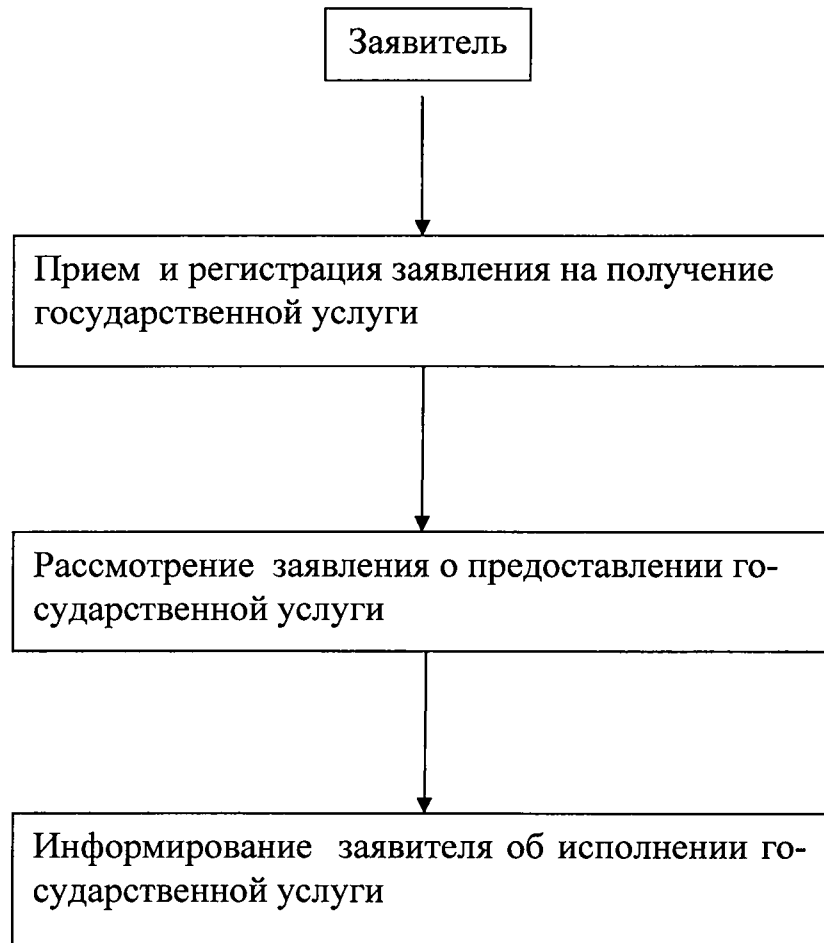 Заявитель
Прием и регистрация заявления на получение
государственной услуги
Рассмотрение заявления о предоставлении го-
сударственной услуги
Информирование заявителя об исполнении го-
сударственной услуги